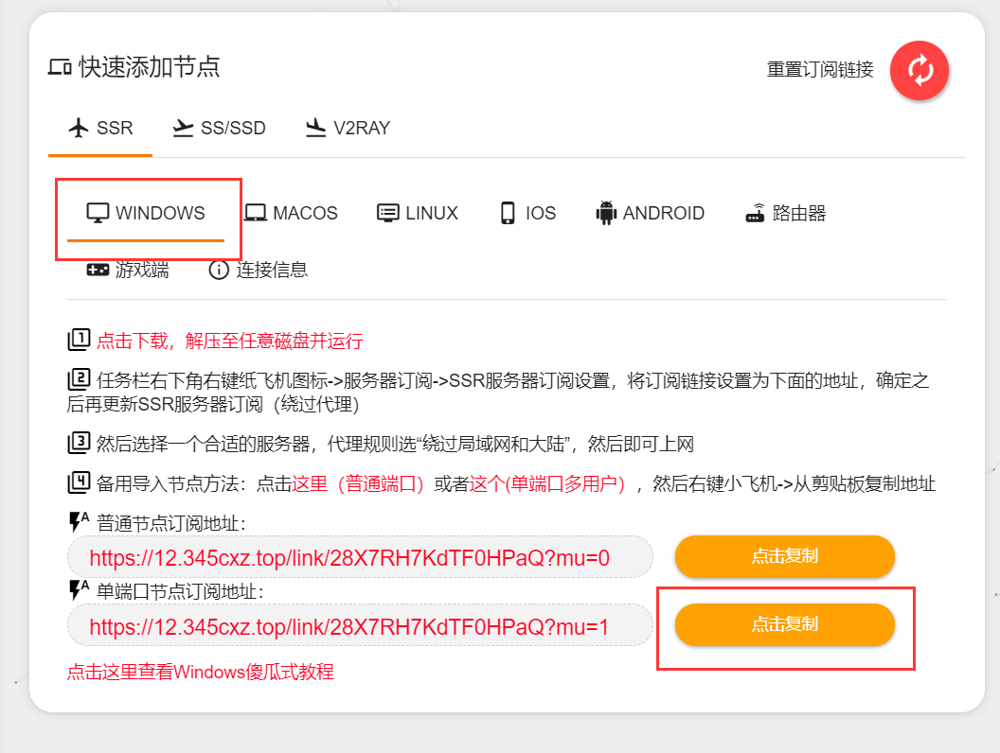 快速添加节点
重置订阅链接
SSR SS/SSD V2RAY
WINDOWS MACOS LINUX IOS ANDROID 路由器
游戏端 连接信息
1 点击下载，解压至任意磁盘并运行
2 任务栏右下角右键纸飞机图标->服务器订阅->SSR服务器订阅设置，将订阅链接设置为下面的地址，确定之
后再更新SSR服务器订阅（绕过代理）
3 然后选择一个合适的服务器，代理规则选“绕过局域网和大陆”，然后即可上网
4 备用导入节点方法：点击这里（普通端口）或者这个(单端口多用户），然后右键小飞机->从剪贴板复制地址
A 普通节点订阅地址：
https://12.345cxz.top/link/28X7RH7KdTF0HPaQ?mu=0 点击复制
A 单端口节点订阅地址：
https://12.345cxz.top/link/28X7RH7KdTF0HPaQ?mu=1 点击复制
点击这里查看Windows傻瓜式教程